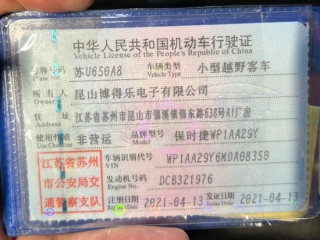 中华人民共和国机动车行驶证
Vehicle License of the People's Republic of China
号牌号码 苏U650A8 车辆类型 小型越野客车
Vehicle Type
所有人 昆山博得乐电子有限公司
Owner
住址 江苏省苏州市昆山市锦溪镇锦东路638号A1厂房
Address
使用性质 非营运 品牌型号 保时捷WP1AA29Y
Use Character Model
江苏省苏州 车辆识别代号 WP1AA29Y6MDA08350
VIN
市公安局交 发动机号码 DCB321976
Engine No.
通警察支队 注册日期 2021-04-13 发证日期 2021-04-13
Register Date Issue Date